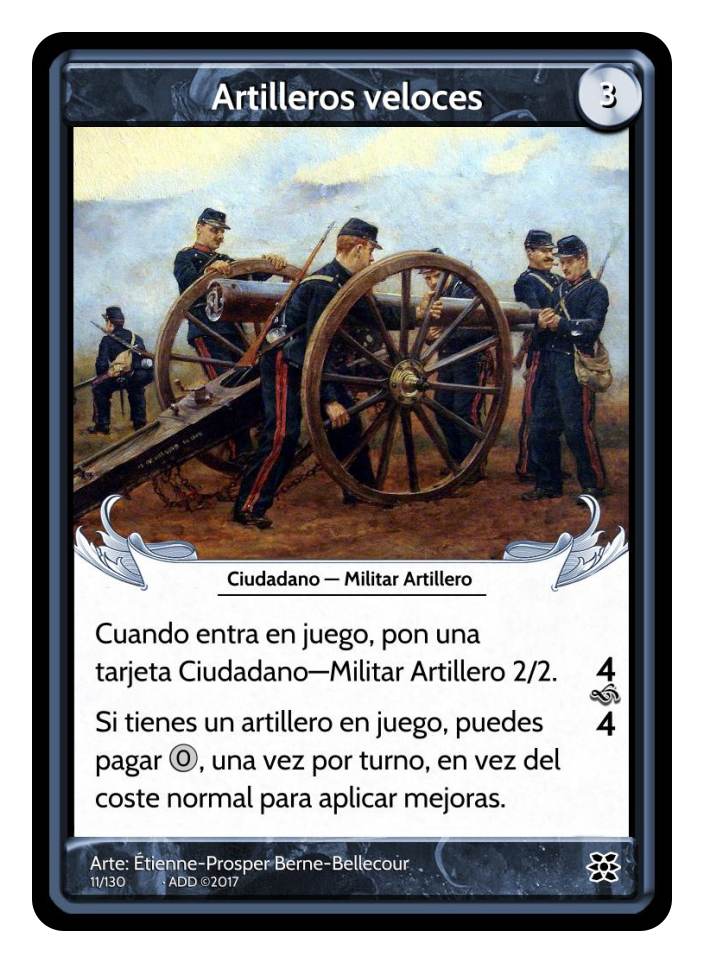 Artilleros veloces
3
Ciudadano — Militar Artillero
Cuando entra en juego, pon una
tarjeta Ciudadano—Militar Artillero 2/2.
Si tienes un artillero en juego, puedes
pagar 0, una vez por turno, en vez del
coste normal para aplicar mejoras.
4
4
Arte: Étienne-Prosper Berne-Bellecour
11/130 · ADD ©2017